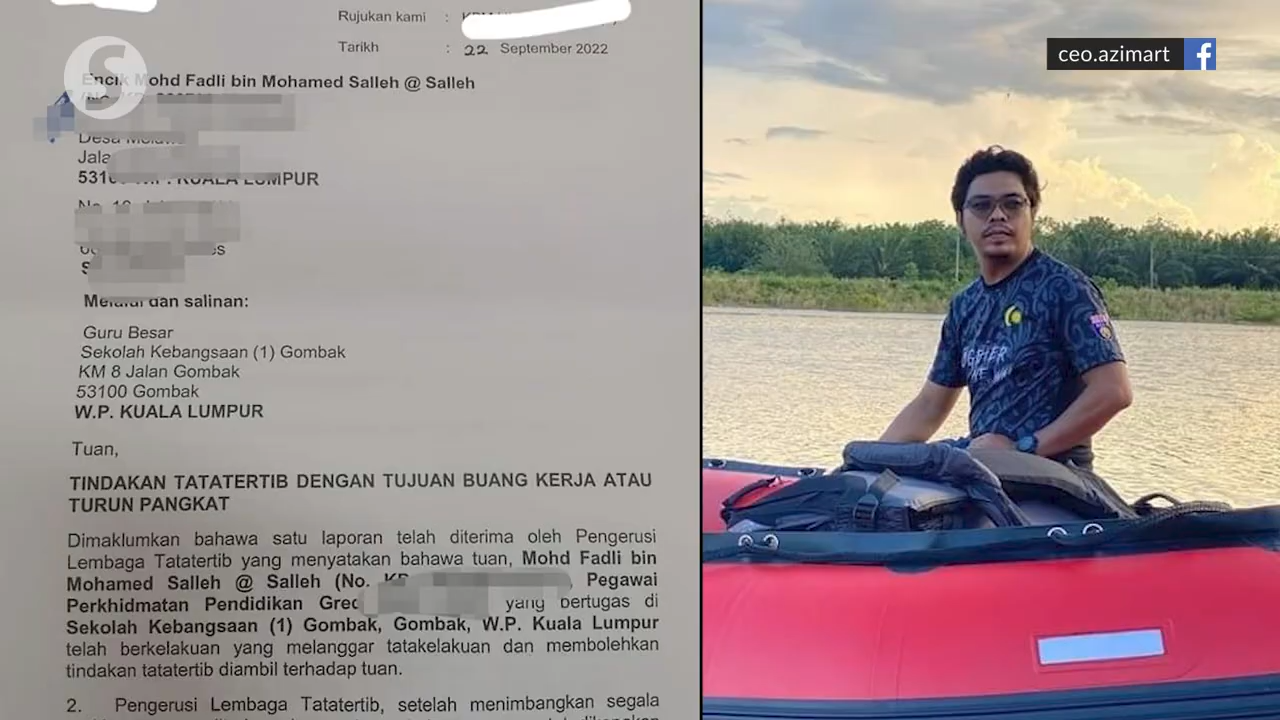 Rujukan kami :
Tarikh : 22 September 2022
Encik Mohd Fadli bin Mohamed Salleh @ Salleh
Desa
Jala
W.P. KUALA LUMPUR
Melalui dan salinan:
Guru Besar
Sekolah Kebangsaan (1) Gombak
KM 8 Jalan Gombak
53100 Gombak
W.P. KUALA LUMPUR
Tuan,
TINDAKAN TATATERTIB DENGAN TUJUAN BUANG KERJA ATAU
TURUN PANGKAT
Dimaklumkan bahawa satu laporan telah diterima oleh Pengerusi
Lembaga Tatatertib yang menyatakan bahawa tuan, Mohd Fadli bin
Mohamed Salleh @ Salleh (No. , Pegawai
Perkhidmatan Pendidikan Gred yang bertugas di
Sekolah Kebangsaan (1) Gombak, Gombak, W.P. Kuala Lumpur
telah berkelakuan yang melanggar tatakelakuan dan membolehkan
tindakan tatatertib diambil terhadap tuan.
2. Pengerusi Lembaga Tatatertib, setelah menimbangkan segala
ceo.azimart f